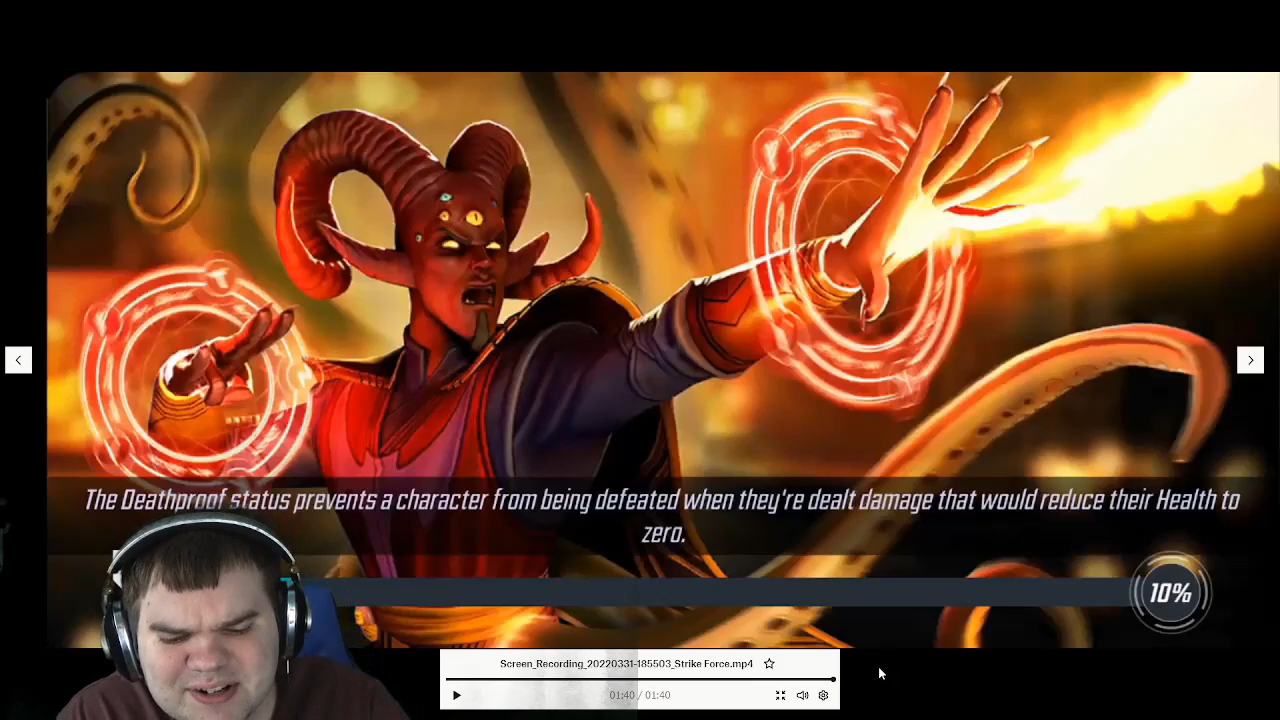 The Deathproof status prevents a character from being defeated when they're dealt damage that would reduce their Health to
zero.
10%
Screen_Recording_20220331-185503_Strike Force.mp4
01:40 / 01:40